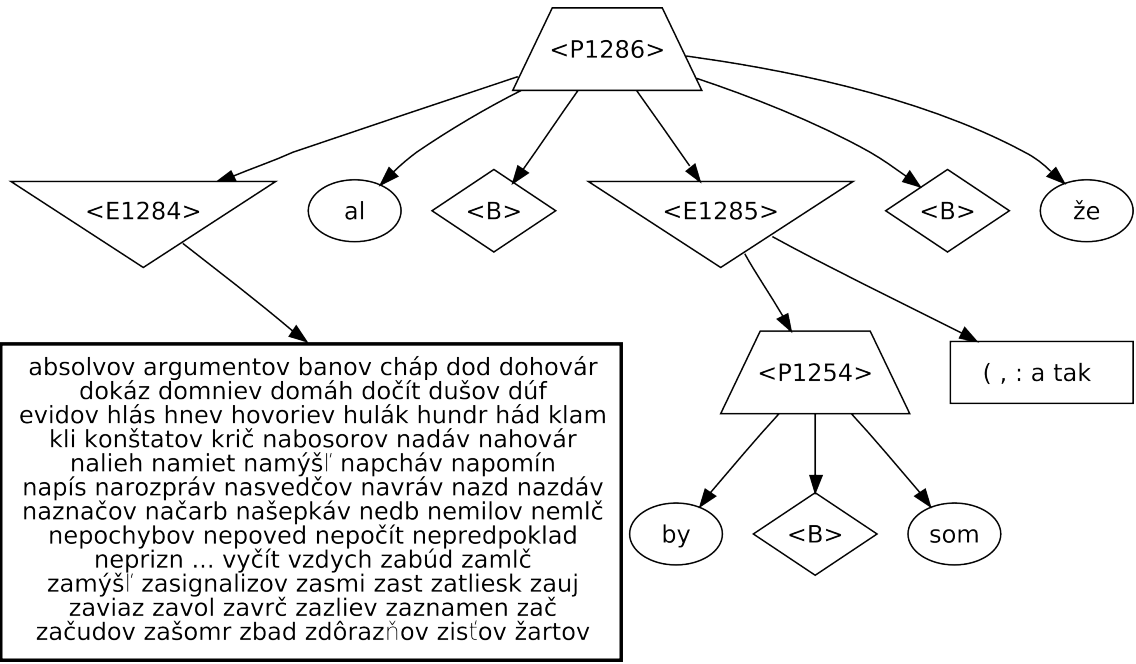 <P1286>
<E1284> al <B> <E1285> <B> že
absolvov argumentov banov cháp dod dohovár
dokáz domniev domáh dočít dušov dúf
evidov hlás hnev hovoriev hulák hundr hád klam
kli konštatov krič nabosorov nadáv nahovár
nalieh namiet namýšľ napcháv napomín
napís narozpráv nasvedčov navráv nazd nazdáv
naznačov načarb našepkáv nedb nemilov nemlč
nepochybov nepoved nepočít nepredpoklad
neprizn ... vyčít vzdych zabúd zamlč
zamýšľ zasignalizov zasmi zast zatliesk zauj
zaviaz zavol zavrč zazliev zaznamen zač
začudov zašomr zbad zdôrazňov zisťov žartov
<P1254> ( , : a tak
by <B> som